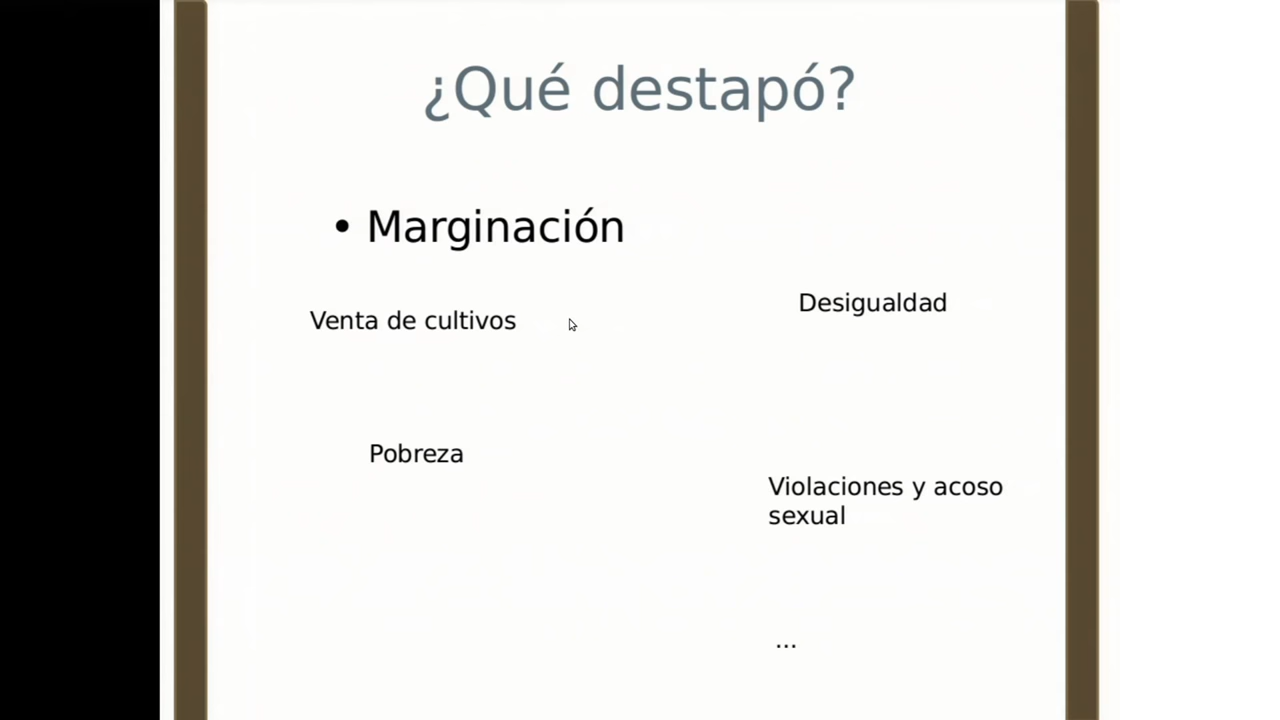 ¿Qué destapó?
• Marginación
Venta de cultivos
Desigualdad
Pobreza
Violaciones y acoso
sexual
...